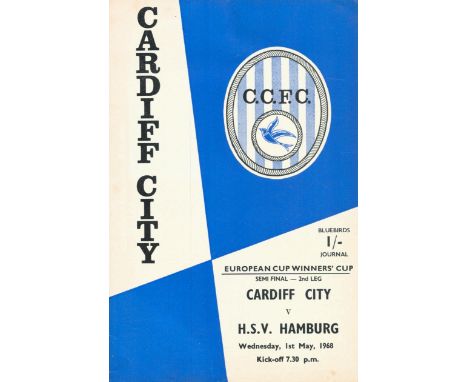 CARDIFF CITY
C.C.F.C.
BLUEBIRDS
1/-
JOURNAL
EUROPEAN CUP WINNERS' CUP
SEMI FINAL — 2nd LEG
CARDIFF CITY
v
H.S.V. HAMBURG
Wednesday, 1st May, 1968
Kick-off 7.30 p.m.